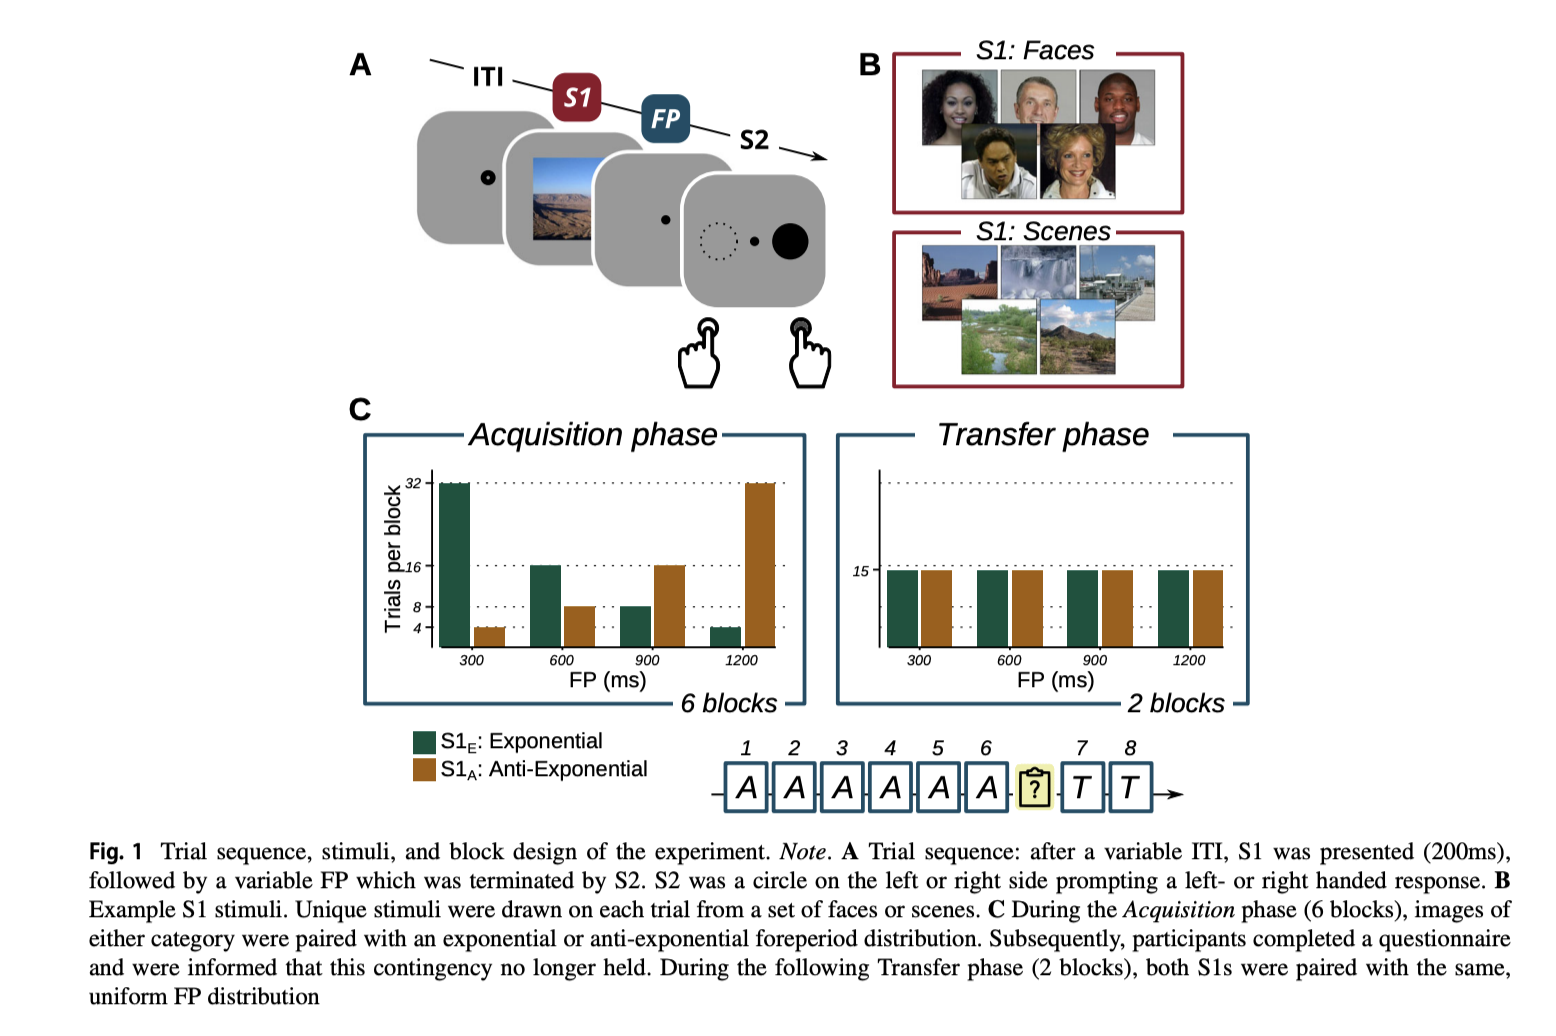 A
ITI
S1
FP
S2
B
S1: Faces
S1: Scenes
C
Acquisition phase
Trials per block
32
16
8
4
300 600 900 1200
FP (ms)
6 blocks
Transfer phase
15
300 600 900 1200
FP (ms)
2 blocks
S1E: Exponential
S1A: Anti-Exponential
1 2 3 4 5 6 7 8
A A A A A A ? T T
Fig. 1 Trial sequence, stimuli, and block design of the experiment. Note. A Trial sequence: after a variable ITI, S1 was presented (200ms),
followed by a variable FP which was terminated by S2. S2 was a circle on the left or right side prompting a left- or right handed response. B
Example S1 stimuli. Unique stimuli were drawn on each trial from a set of faces or scenes. C During the Acquisition phase (6 blocks), images of
either category were paired with an exponential or anti-exponential foreperiod distribution. Subsequently, participants completed a questionnaire
and were informed that this contingency no longer held. During the following Transfer phase (2 blocks), both S1s were paired with the same,
uniform FP distribution